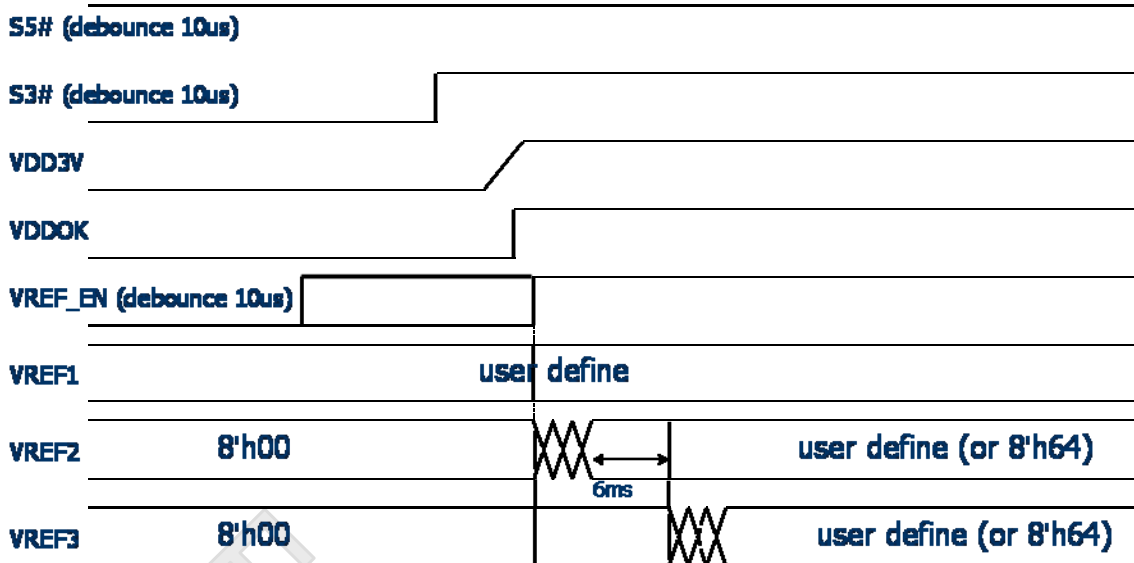 S5# (debounce 10us)
S3# (debounce 10us)
VDD3V
VDDOK
VREF_EN (debounce 10us)
VREF1 user define
VREF2 8'h00 user define (or 8'h64)
6ms
VREF3 8'h00 user define (or 8'h64)